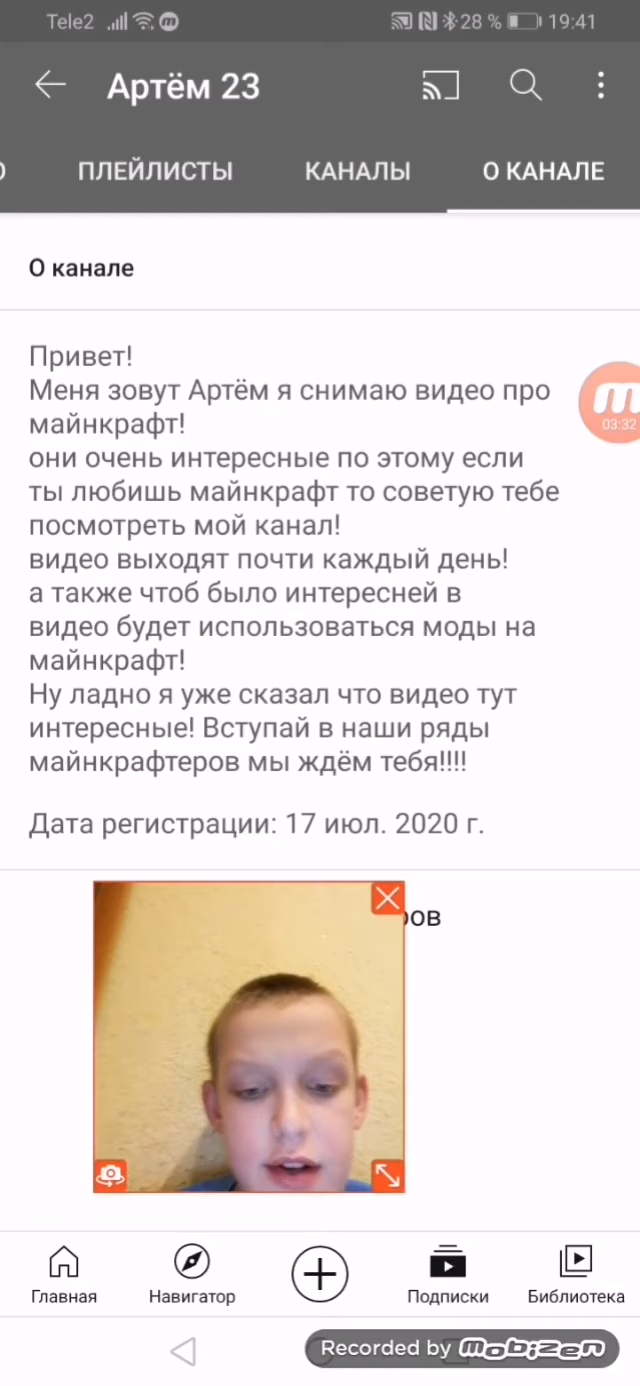 Tele2 28 % 19:41
Артём 23
О ПЛЕЙЛИСТЫ КАНАЛЫ О КАНАЛЕ
О канале
Привет!
Меня зовут Артём я снимаю видео про
майнкрафт!
они очень интересные по этому если
ты любишь майнкрафт то советую тебе
посмотреть мой канал!
видео выходят почти каждый день!
а также чтоб было интересней в
видео будет использоваться моды на
майнкрафт!
Ну ладно я уже сказал что видео тут
интересные! Вступай в наши ряды
майнкрафтеров мы ждём тебя!!!!
03:32
Дата регистрации: 17 июл. 2020 г.
ов
Главная Навигатор Подписки Библиотека
Recorded by mobizen